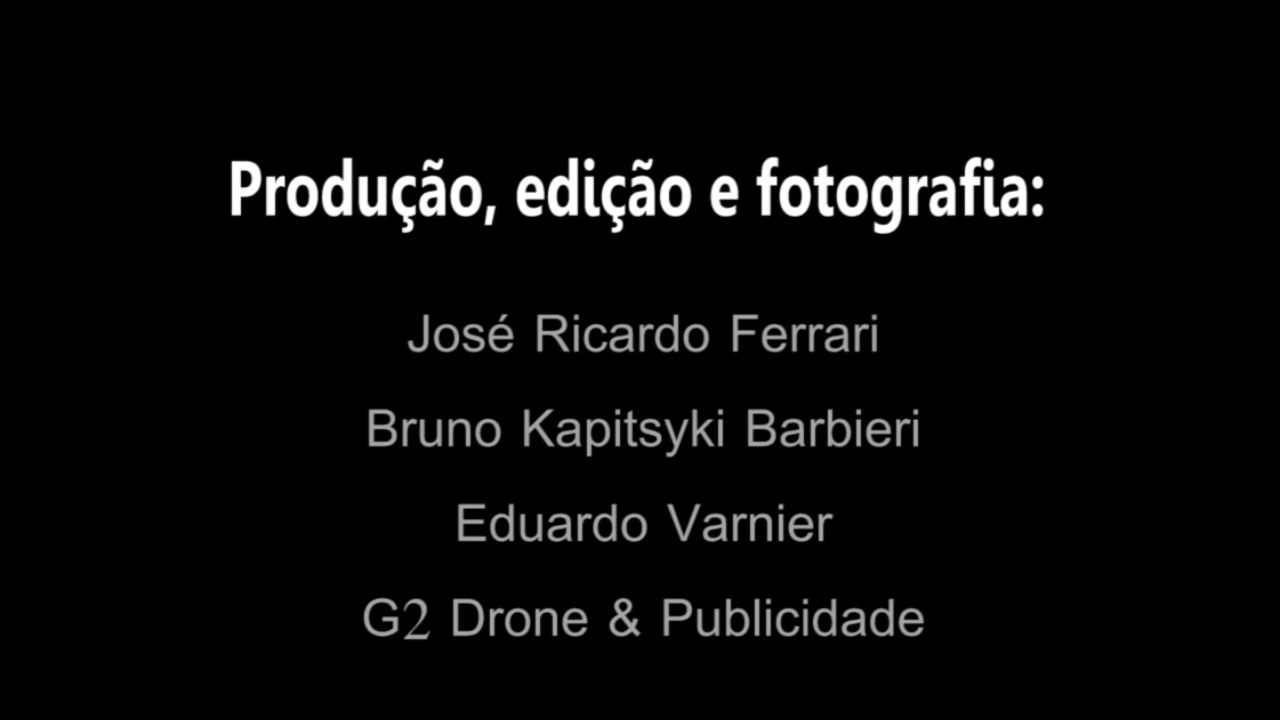 Produção, edição e fotografia:
José Ricardo Ferrari
Bruno Kapitsyki Barbieri
Eduardo Varnier
G2 Drone & Publicidade